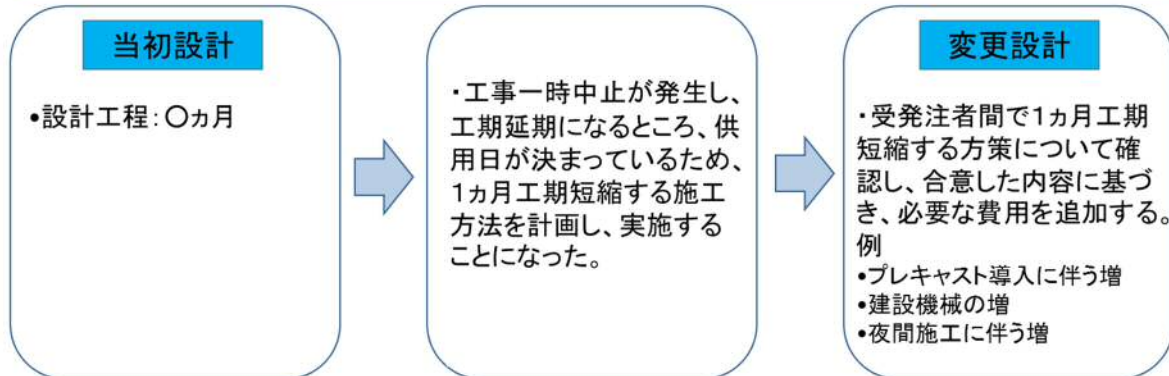 当初設計
•設計工程:〇ヵ月
・工事一時中止が発生し、
工期延期になるところ、供
用日が決まっているため、
1ヵ月工期短縮する施工
方法を計画し、実施する
ことになった。
変更設計
・受発注者間で1ヵ月工期
短縮する方策について確
認し、合意した内容に基づ
き、必要な費用を追加する。
例
•プレキャスト導入に伴う増
•建設機械の増
•夜間施工に伴う増